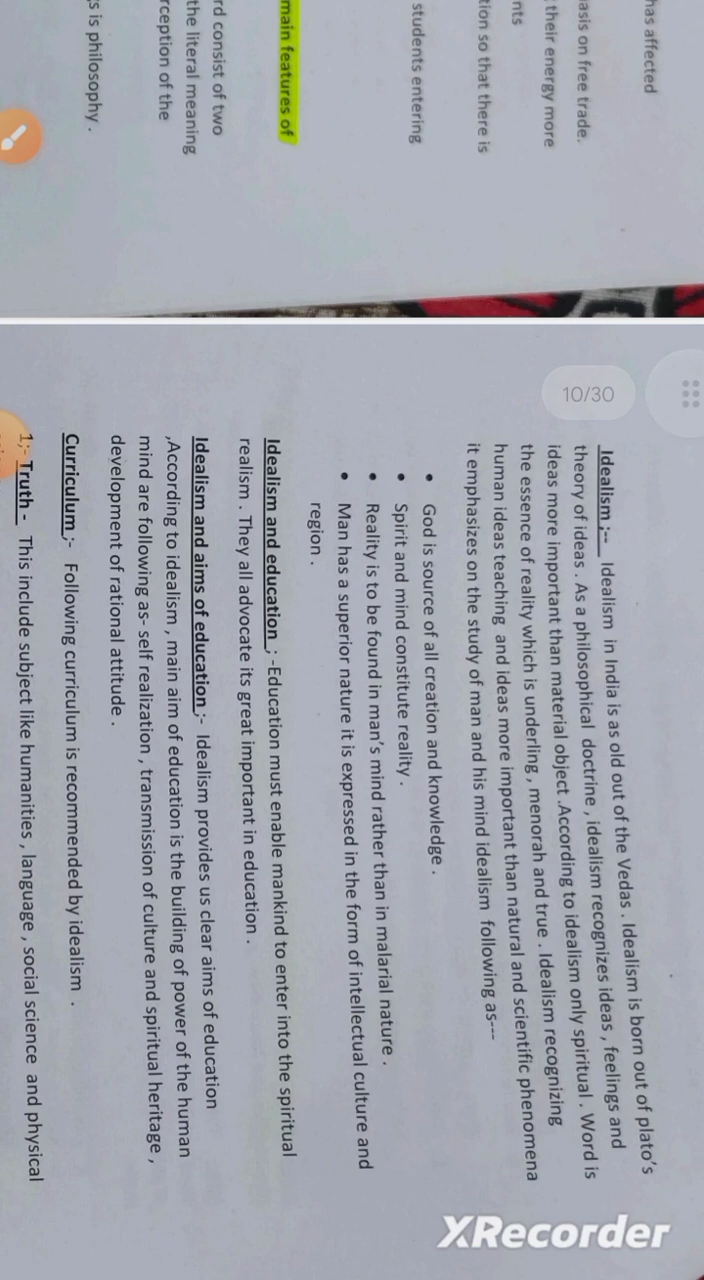 has affected
asis on free trade.
their energy more
nts
tion so that there is
students entering
main features of
rd consist of two
the literal meaning
rception of the
s is philosophy .
10/30
Idealism ;-- Idealism in India is as old out of the Vedas . Idealism is born out of plato's
theory of ideas . As a philosophical doctrine , idealism recognizes ideas , feelings and
ideas more important than material object .According to idealism only spiritual . Word is
the essence of reality which is underling , menorah and true . Idealism recognizing
human ideas teaching and ideas more important than natural and scientific phenomena
it emphasizes on the study of man and his mind idealism following as---
• God is source of all creation and knowledge .
• Spirit and mind constitute reality .
• Reality is to be found in man's mind rather than in malarial nature .
• Man has a superior nature it is expressed in the form of intellectual culture and
region .
Idealism and education ; -Education must enable mankind to enter into the spiritual
realism . They all advocate its great important in education .
Idealism and aims of education ;- Idealism provides us clear aims of education
,According to idealism , main aim of education is the building of power of the human
mind are following as- self realization , transmission of culture and spiritual heritage ,
development of rational attitude .
Curriculum ;- Following curriculum is recommended by idealism .
1;- Truth - This include subject like humanities , language , social science and physical
XRecorder